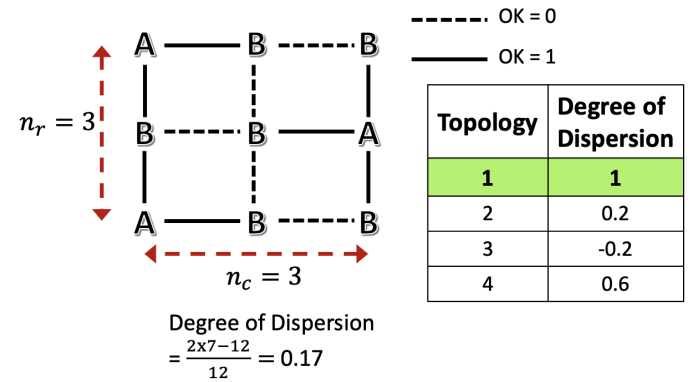 A B B
OK = 0
OK = 1
n_r = 3
B B A
A B B
n_c = 3
Topology Degree of Dispersion
1 1
2 0.2
3 -0.2
4 0.6
Degree of Dispersion
= (2x7−12)/12 = 0.17